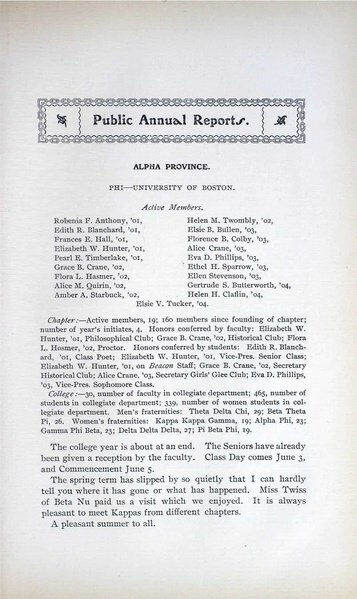 Public Annual Reports.
ALPHA PROVINCE.
PHI—UNIVERSITY OF BOSTON.
Active Members.
Robenia F. Anthony, '01,
Edith R. Blanchard, '01,
Frances E. Hall, '01,
Elizabeth W. Hunter, '01,
Pearl E. Timberlake, '01,
Grace B. Crane, '02,
Flora L. Hasmer, '02,
Alice M. Quirin, '02,
Amber A. Starbuck, '02,
Helen M. Twombly, '02,
Elsie B. Bullen, '03,
Florence B. Colby, '03,
Alice Crane, '03,
Eva D. Phillips, '03,
Ethel H. Sparrow, '03,
Ellen Stevenson, '03,
Gertrude S. Butterworth, '04,
Helen H. Claflin, '04,
Elsie V. Tucker, '04.
Chapter:—Active members, 19; 160 members since founding of chapter;
number of year's initiates, 4. Honors conferred by faculty: Elizabeth W.
Hunter, '01, Philosophical Club; Grace B. Crane, '02, Historical Club; Flora
L. Hosmer, '02, Proctor. Honors conferred by students: Edith R. Blanch-
ard, '01, Class Poet; Elizabeth W. Hunter, '01, Vice-Pres. Senior Class;
Elizabeth W. Hunter, '01, on Beacon Staff; Grace B. Crane, '02, Secretary
Historical Club; Alice Crane, '03, Secretary Girls' Glee Club; Eva D. Phillips,
'03, Vice-Pres. Sophomore Class.
College:—30, number of faculty in collegiate department; 465, number of
students in collegiate department; 339, number of women students in col-
legiate department. Men's fraternities: Theta Delta Chi, 29; Beta Theta
Pi, 26. Women's fraternities: Kappa Kappa Gamma, 19; Alpha Phi, 23;
Gamma Phi Beta, 23; Delta Delta Delta, 27; Pi Beta Phi, 19.
The college year is about at an end. The Seniors have already
been given a reception by the faculty. Class Day comes June 3,
and Commencement June 5.
The spring term has slipped by so quietly that I can hardly
tell you where it has gone or what has happened. Miss Twiss
of Beta Nu paid us a visit which we enjoyed. It is always
pleasant to meet Kappas from different chapters.
A pleasant summer to all.